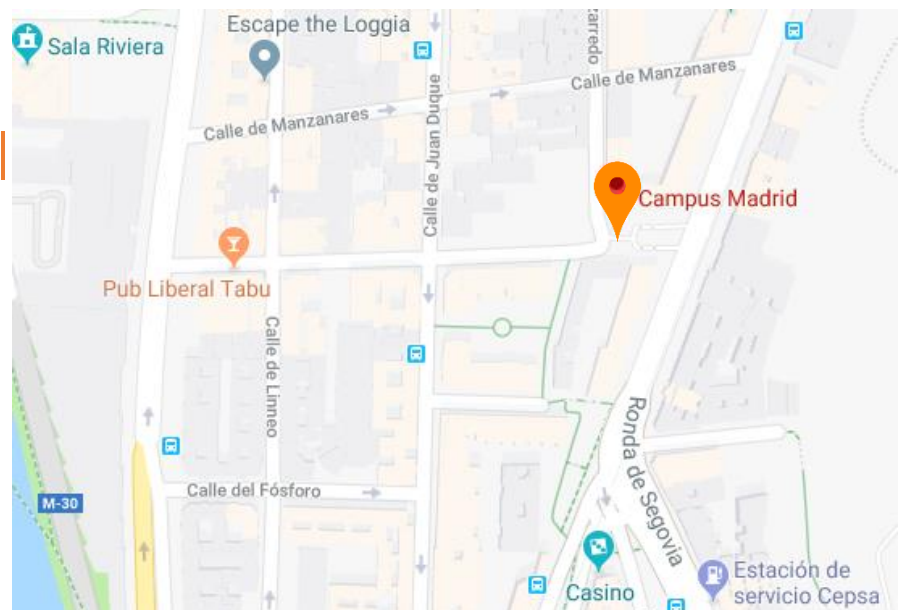 Escape the Loggia
Sala Riviera
Calle de Manzanares
Calle de Manzanares
Calle de Juan Duque
Campus Madrid
Pub Liberal Tabu
Calle de Linneo
Ronda de Segovia
Calle del Fósforo
M-30
Casino
Estación de
servicio Cepsa